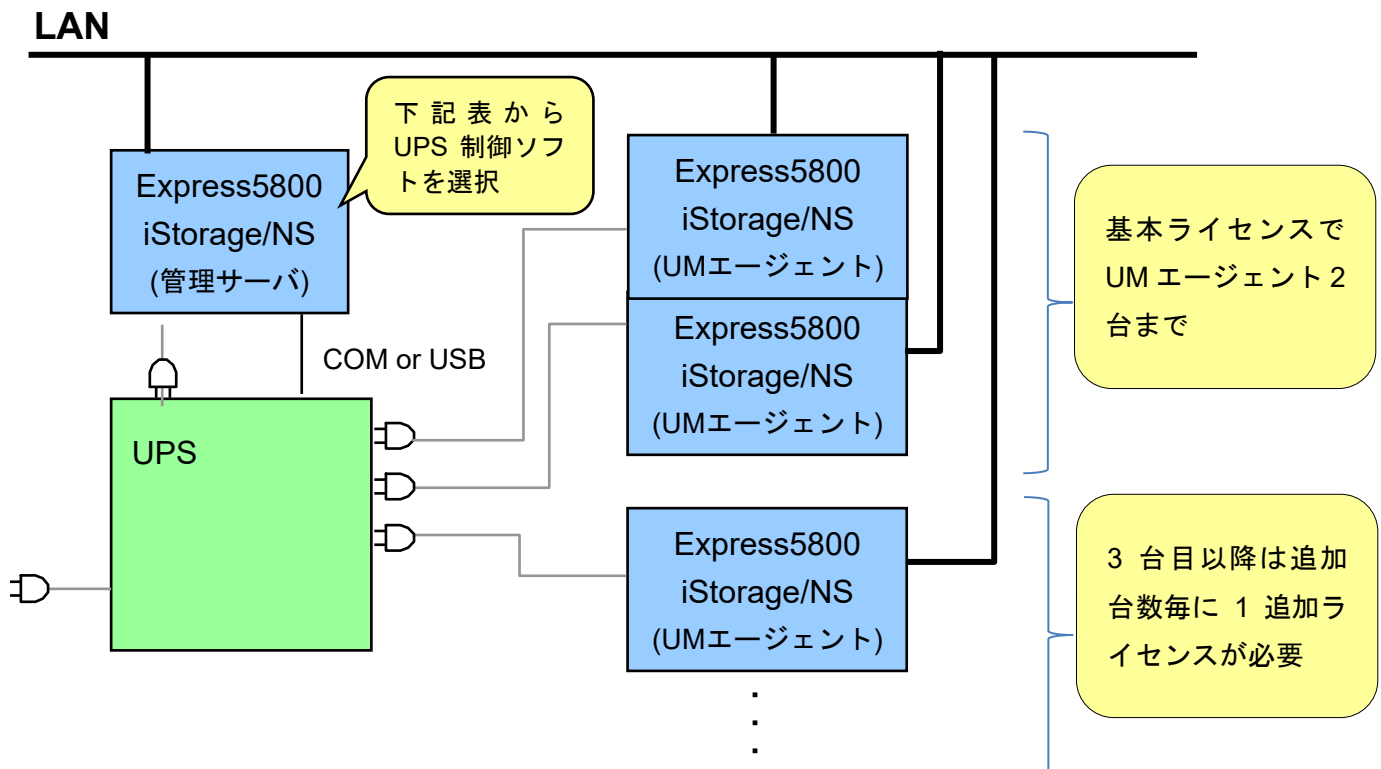 LAN
下記表から
UPS 制御ソフ
トを選択
Express5800
iStorage/NS
(管理サーバ)
COM or USB
UPS
Express5800
iStorage/NS
(UMエージェント)
Express5800
iStorage/NS
(UMエージェント)
Express5800
iStorage/NS
(UMエージェント)
・
・
・
基本ライセンスで
UM エージェント 2
台まで
3 台目以降は追加
台数毎に 1 追加ラ
イセンスが必要